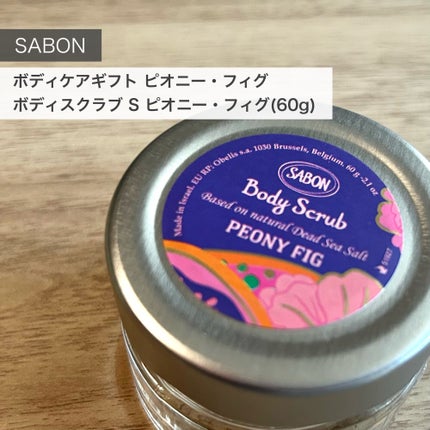 SABON
ボディケアギフト ピオニー・フィグ
ボディスクラブ S ピオニー・フィグ(60g)
Made in Israel, EU RP: Obelis s.a. 1030 Brussels, Belgium. 60 g - 2.1 oz
SABON
Body Scrub
Based on natural Dead Sea Salt
PEONY FIG